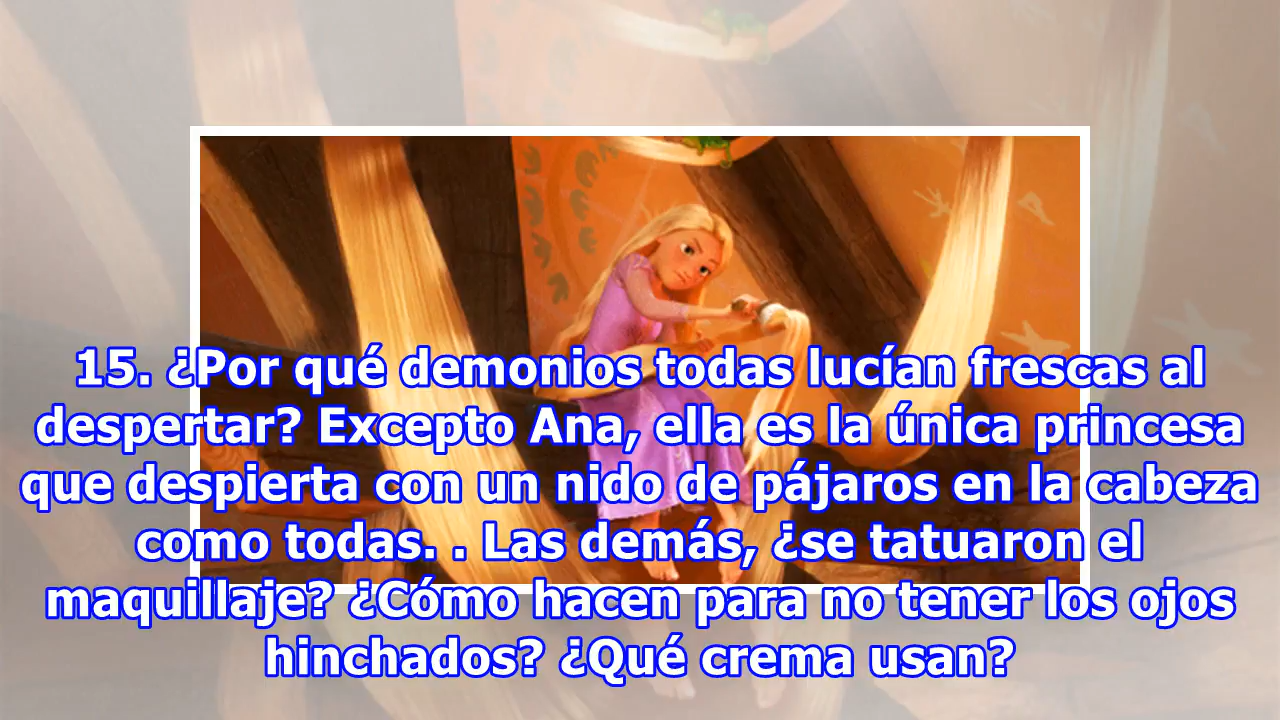 15. ¿Por qué demonios todas lucían frescas al
despertar? Excepto Ana, ella es la única princesa
que despierta con un nido de pájaros en la cabeza
como todas. . Las demás, ¿se tatuaron el
maquillaje? ¿Cómo hacen para no tener los ojos
hinchados? ¿Qué crema usan?